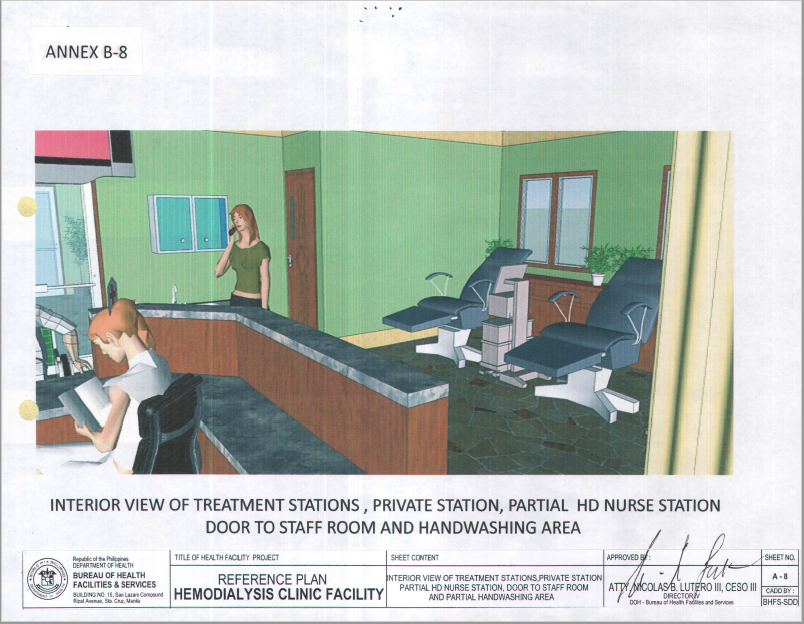 ANNEX B-8
INTERIOR VIEW OF TREATMENT STATIONS , PRIVATE STATION, PARTIAL HD NURSE STATION
DOOR TO STAFF ROOM AND HANDWASHING AREA
Republic of the Philippines
DEPARTMENT OF HEALTH
BUREAU OF HEALTH
FACILITIES & SERVICES
BUILDING NO. 15, San Lazaro Compound
Rizal Avenue, Sta. Cruz, Manila
TITLE OF HEALTH FACILITY PROJECT
REFERENCE PLAN
HEMODIALYSIS CLINIC FACILITY
SHEET CONTENT
INTERIOR VIEW OF TREATMENT STATIONS,PRIVATE STATION
PARTIAL HD NURSE STATION, DOOR TO STAFF ROOM
AND PARTIAL HANDWASHING AREA
APPROVED BY:
ATTY. NICOLAS B. LUTERO III, CESO III
DIRECTOR IV
DOH - Bureau of Health Facilities and Services
SHEET NO.
A - 8
CADD BY :
BHFS-SDD